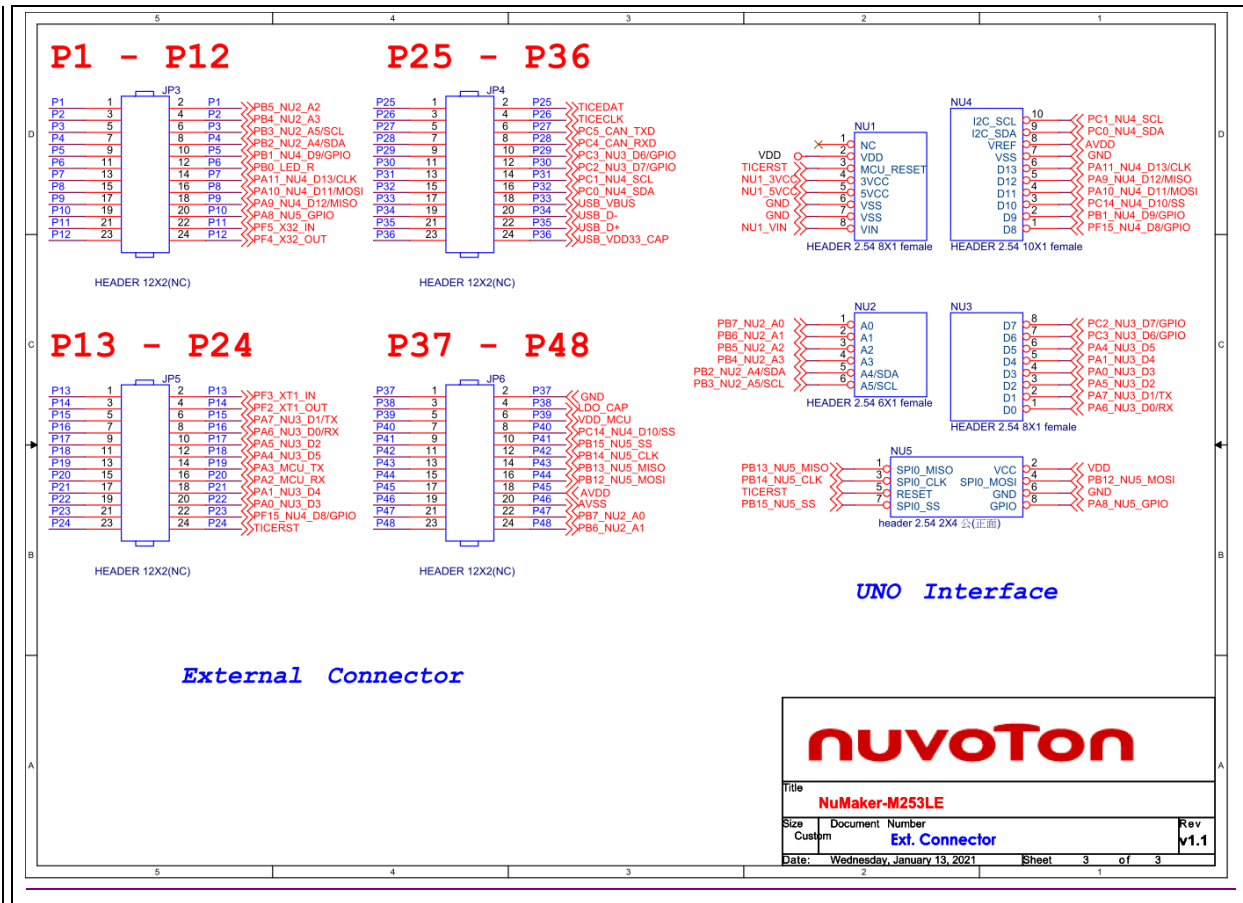 5 4 3 2 1
P1 - P12
P25 - P36
JP3
P1 1 2 P1 PB5_NU2_A2
P2 3 4 P2 PB4_NU2_A3
P3 5 6 P3 PB3_NU2_A5/SCL
P4 7 8 P4 PB2_NU2_A4/SDA
P5 9 10 P5 PB1_NU4_D9/GPIO
P6 11 12 P6 PB0_LED_R
P7 13 14 P7 PA11_NU4_D13/CLK
P8 15 16 P8 PA10_NU4_D11/MOSI
P9 17 18 P9 PA9_NU4_D12/MISO
P10 19 20 P10 PA8_NU5_GPIO
P11 21 22 P11 PF5_X32_IN
P12 23 24 P12 PF4_X32_OUT
HEADER 12X2(NC)
JP4
P25 1 2 P25 TICEDAT
P26 3 4 P26 TICECLK
P27 5 6 P27 PC5_CAN_TXD
P28 7 8 P28 PC4_CAN_RXD
P29 9 10 P29 PC3_NU3_D6/GPIO
P30 11 12 P30 PC2_NU3_D7/GPIO
P31 13 14 P31 PC1_NU4_SCL
P32 15 16 P32 PC0_NU4_SDA
P33 17 18 P33 USB_VBUS
P34 19 20 P34 USB_D-
P35 21 22 P35 USB_D+
P36 23 24 P36 USB_VDD33_CAP
HEADER 12X2(NC)
NU1
1 NC
VDD 2 VDD
TICERST 3 MCU_RESET
NU1_3VCC 4 3VCC
NU1_5VCC 5 5VCC
GND 6 VSS
GND 7 VSS
NU1_VIN 8 VIN
HEADER 2.54 8X1 female
NU4
I2C_SCL 10 PC1_NU4_SCL
I2C_SDA 9 PC0_NU4_SDA
VREF 8 AVDD
VSS 7 GND
D13 6 PA11_NU4_D13/CLK
D12 5 PA9_NU4_D12/MISO
D11 4 PA10_NU4_D11/MOSI
D10 3 PC14_NU4_D10/SS
D9 2 PB1_NU4_D9/GPIO
D8 1 PF15_NU4_D8/GPIO
HEADER 2.54 10X1 female
P13 - P24
P37 - P48
JP5
P13 1 2 P13 PF3_XT1_IN
P14 3 4 P14 PF2_XT1_OUT
P15 5 6 P15 PA7_NU3_D1/TX
P16 7 8 P16 PA6_NU3_D0/RX
P17 9 10 P17 PA5_NU3_D2
P18 11 12 P18 PA4_NU3_D5
P19 13 14 P19 PA3_MCU_TX
P20 15 16 P20 PA2_MCU_RX
P21 17 18 P21 PA1_NU3_D4
P22 19 20 P22 PA0_NU3_D3
P23 21 22 P23 PF15_NU4_D8/GPIO
P24 23 24 P24 TICERST
HEADER 12X2(NC)
JP6
P37 1 2 P37 GND
P38 3 4 P38 LDO_CAP
P39 5 6 P39 VDD_MCU
P40 7 8 P40 PC14_NU4_D10/SS
P41 9 10 P41 PB15_NU5_SS
P42 11 12 P42 PB14_NU5_CLK
P43 13 14 P43 PB13_NU5_MISO
P44 15 16 P44 PB12_NU5_MOSI
P45 17 18 P45 AVDD
P46 19 20 P46 AVSS
P47 21 22 P47 PB7_NU2_A0
P48 23 24 P48 PB6_NU2_A1
HEADER 12X2(NC)
NU2
PB7_NU2_A0 1 A0
PB6_NU2_A1 2 A1
PB5_NU2_A2 3 A2
PB4_NU2_A3 4 A3
PB2_NU2_A4/SDA 5 A4/SDA
PB3_NU2_A5/SCL 6 A5/SCL
HEADER 2.54 6X1 female
NU3
D7 8 PC2_NU3_D7/GPIO
D6 7 PC3_NU3_D6/GPIO
D5 6 PA4_NU3_D5
D4 5 PA1_NU3_D4
D3 4 PA0_NU3_D3
D2 3 PA5_NU3_D2
D1 2 PA7_NU3_D1/TX
D0 1 PA6_NU3_D0/RX
HEADER 2.54 8X1 female
NU5
PB13_NU5_MISO 1 SPI0_MISO VCC 2 VDD
PB14_NU5_CLK 3 SPI0_CLK SPI0_MOSI 4 PB12_NU5_MOSI
TICERST 5 RESET GND 6 GND
PB15_NU5_SS 7 SPI0_SS GPIO 8 PA8_NU5_GPIO
header 2.54 2X4 公(正面)
UNO Interface
External Connector
D D
C C
B B
A A
nuvoTon
Title
NuMaker-M253LE
Size Document Number Rev
Custom Ext. Connector v1.1
Date: Wednesday, January 13, 2021 Sheet 3 of 3
5 4 3 2 1